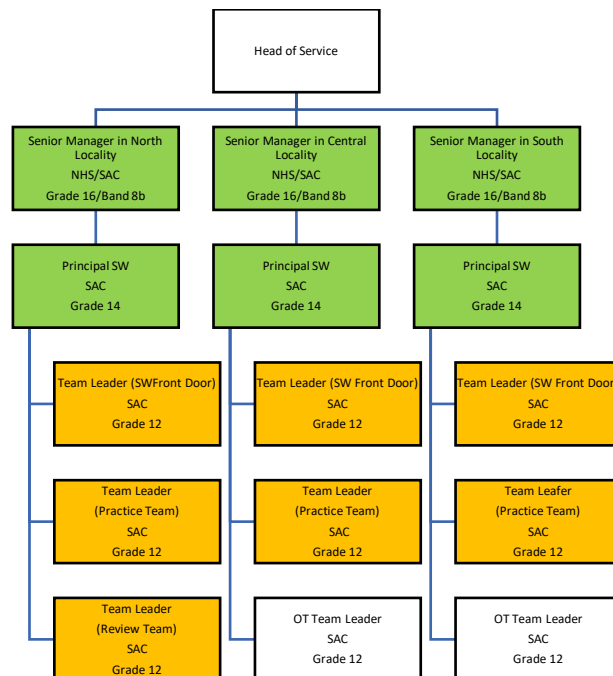 Head of Service
Senior Manager in North
Locality
NHS/SAC
Grade 16/Band 8b
Senior Manager in Central
Locality
NHS/SAC
Grade 16/Band 8b
Senior Manager in South
Locality
NHS/SAC
Grade 16/Band 8b
Principal SW
SAC
Grade 14
Principal SW
SAC
Grade 14
Principal SW
SAC
Grade 14
Team Leader (SWFront Door)
SAC
Grade 12
Team Leader (SW Front Door)
SAC
Grade 12
Team Leader (SW Front Door
SAC
Grade 12
Team Leader
(Practice Team)
SAC
Grade 12
Team Leader
(Practice Team)
SAC
Grade 12
Team Leafer
(Practice Team)
SAC
Grade 12
Team Leader
(Review Team)
SAC
Grade 12
OT Team Leader
SAC
Grade 12
OT Team Leader
SAC
Grade 12